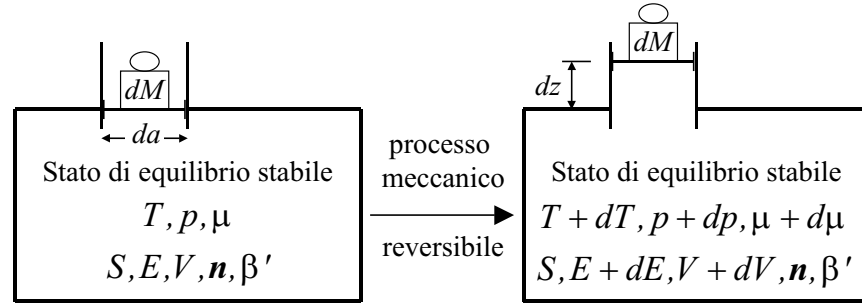 dM
da
Stato di equilibrio stabile
T, p, μ
S, E, V, n, β′
processo
meccanico
reversibile
dM
dz
Stato di equilibrio stabile
T + dT, p + dp, μ + dμ
S, E + dE, V + dV, n, β′